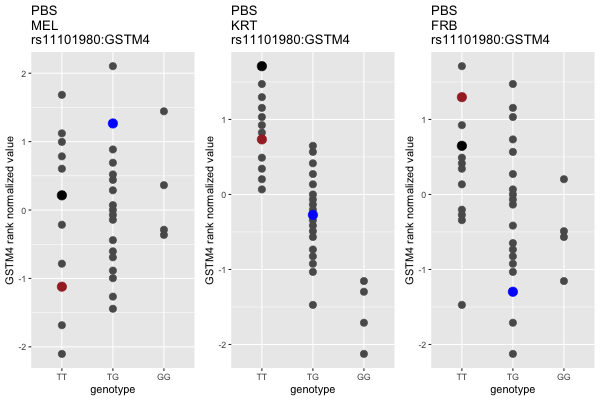 PBS
MEL
rs11101980:GSTM4
GSTM4 rank normalized value
2
1
0
-1
-2
TT TG GG
genotype
PBS
KRT
rs11101980:GSTM4
GSTM4 rank normalized value
1
0
-1
-2
TT TG GG
genotype
PBS
FRB
rs11101980:GSTM4
GSTM4 rank normalized value
1
0
-1
-2
TT TG GG
genotype